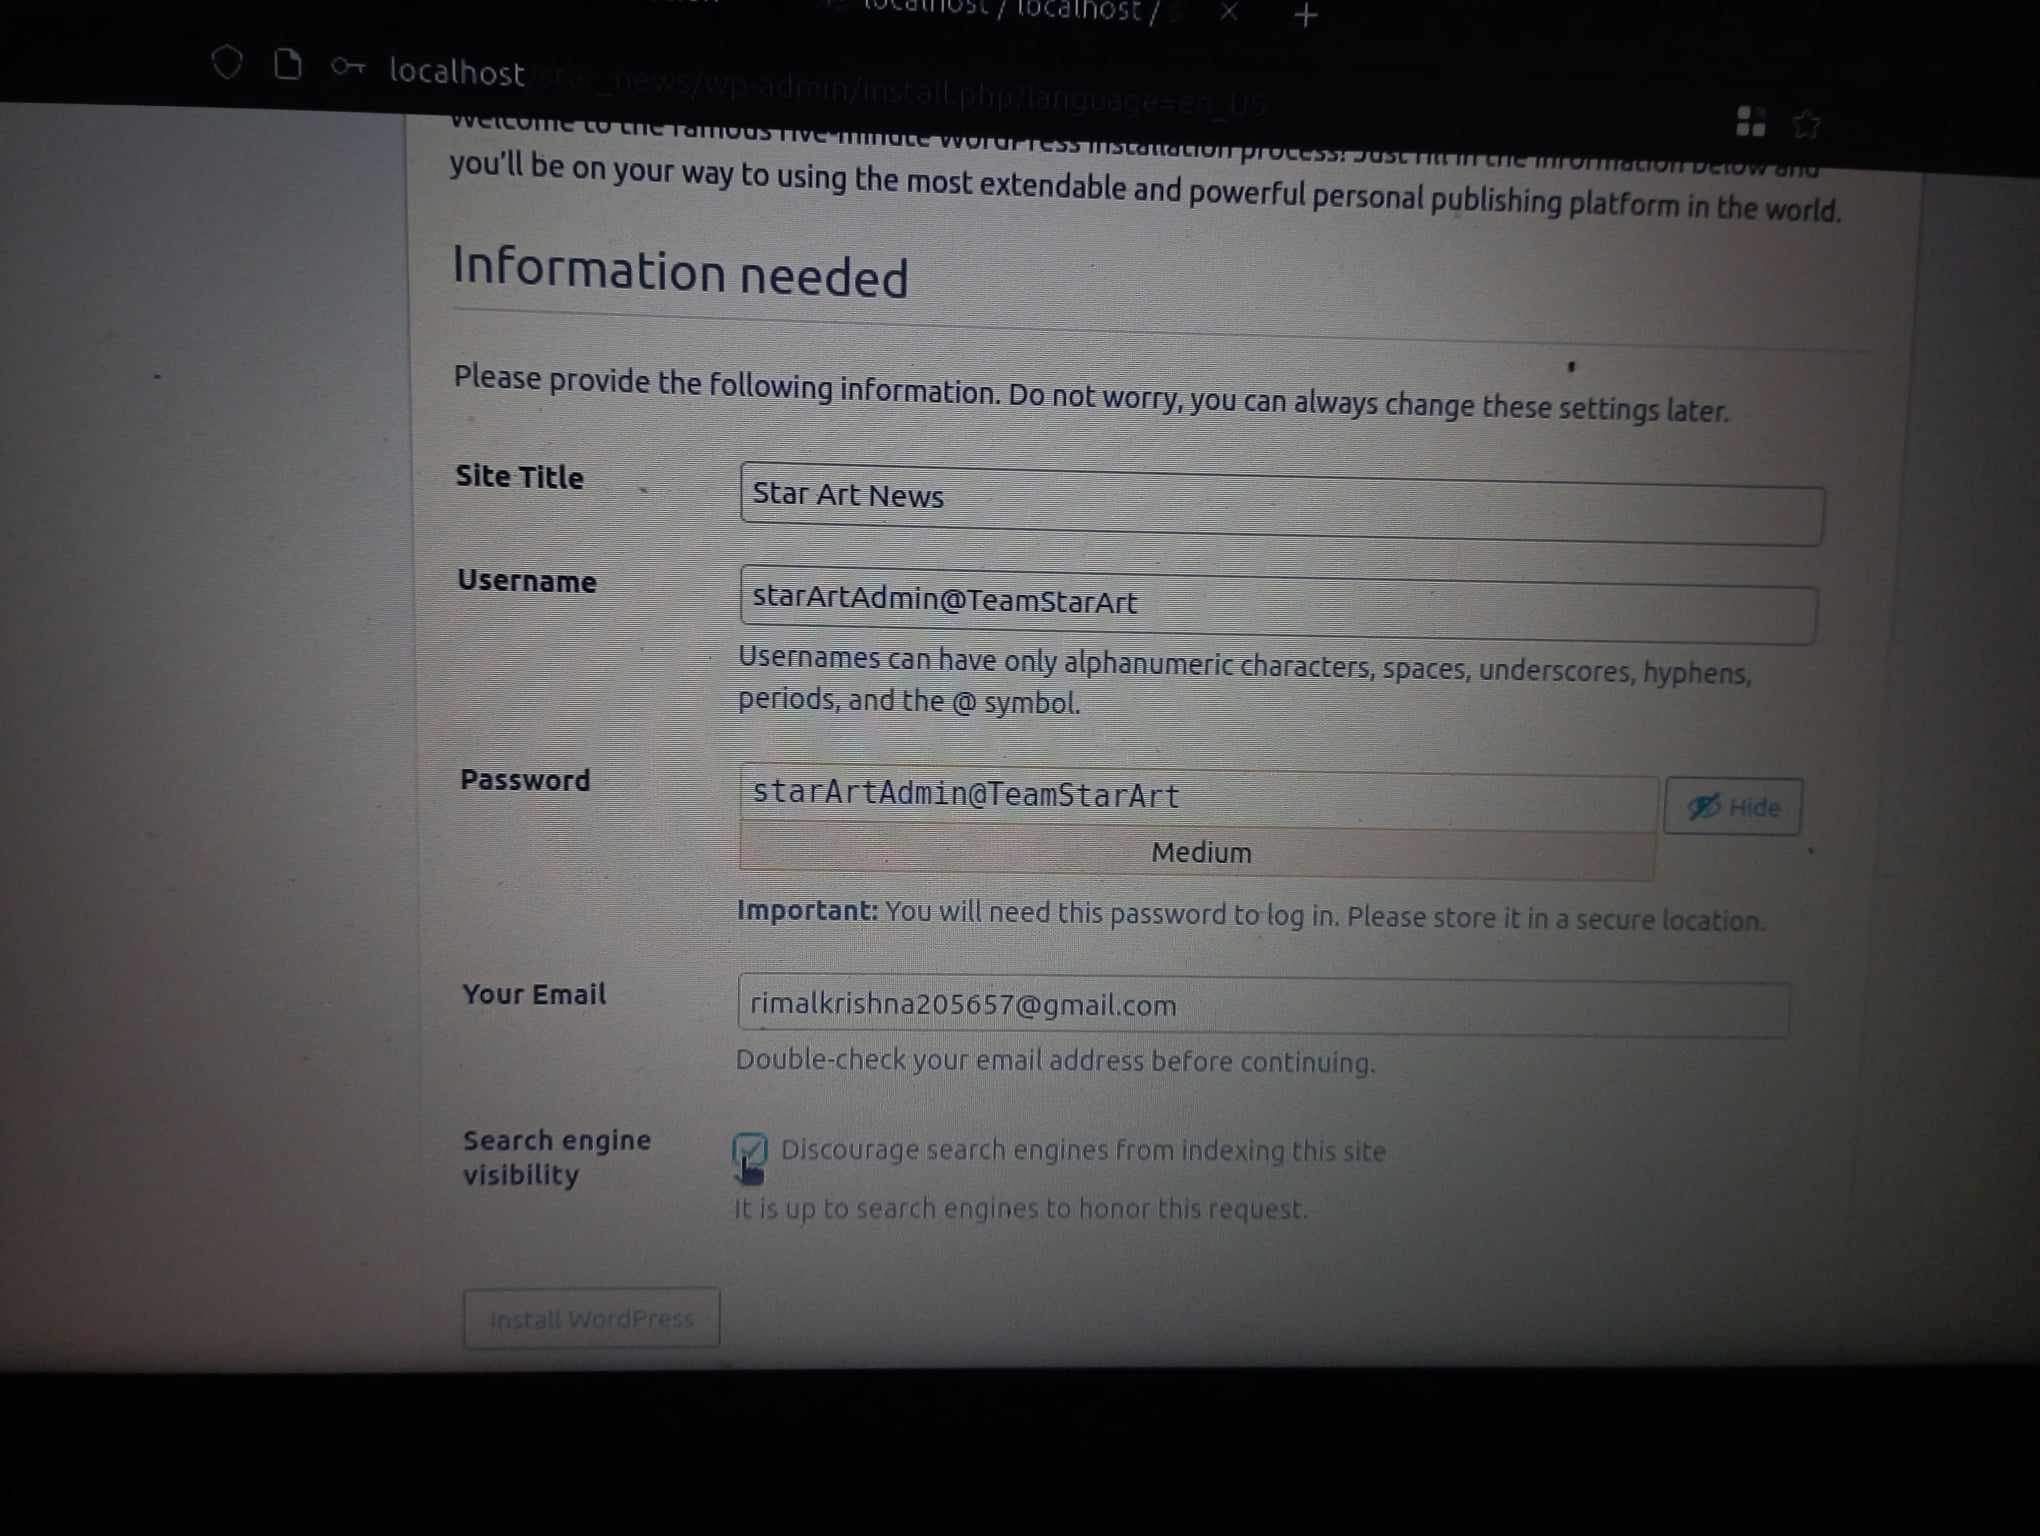 localhost / localhost /
localhost _news/wp-admin/install.php?language=en_US
Welcome to the famous five-minute WordPress installation process! Just fill in the information below and
you'll be on your way to using the most extendable and powerful personal publishing platform in the world.
Information needed
Please provide the following information. Do not worry, you can always change these settings later.
Site Title
Star Art News
Username
starArtAdmin@TeamStarArt
Usernames can have only alphanumeric characters, spaces, underscores, hyphens,
periods, and the @ symbol.
Password
starArtAdmin@TeamStarArt
Hide
Medium
Important: You will need this password to log in. Please store it in a secure location.
Your Email
rimalkrishna205657@gmail.com
Double-check your email address before continuing.
Search engine
visibility
Discourage search engines from indexing this site
It is up to search engines to honor this request.
Install WordPress